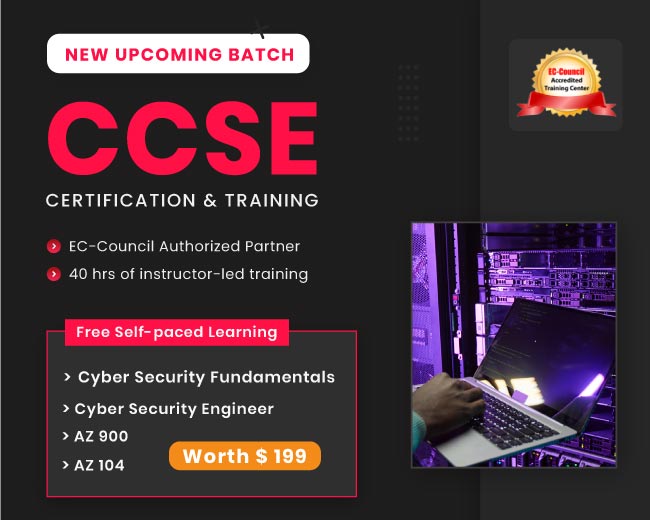 NEW UPCOMING BATCH
EC-Council
Accredited
Training Center
CCSE
CERTIFICATION & TRAINING
EC-Council Authorized Partner
40 hrs of instructor-led training
Free Self-paced Learning
> Cyber Security Fundamentals
> Cyber Security Engineer
> AZ 900
> AZ 104
Worth $ 199